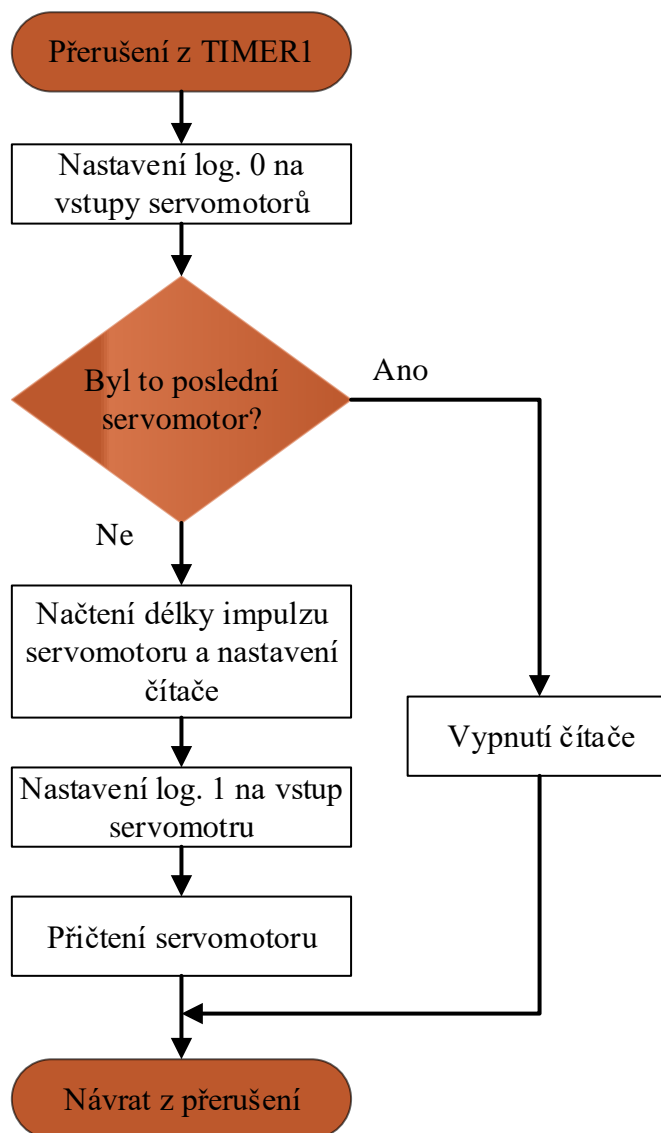 Přerušení z TIMER1
Nastavení log. 0 na
vstupy servomotorů
Byl to poslední
servomotor?
Ano
Ne
Načtení délky impulzu
servomotoru a nastavení
čítače
Vypnutí čítače
Nastavení log. 1 na vstup
servomotru
Přičtení servomotoru
Návrat z přerušení